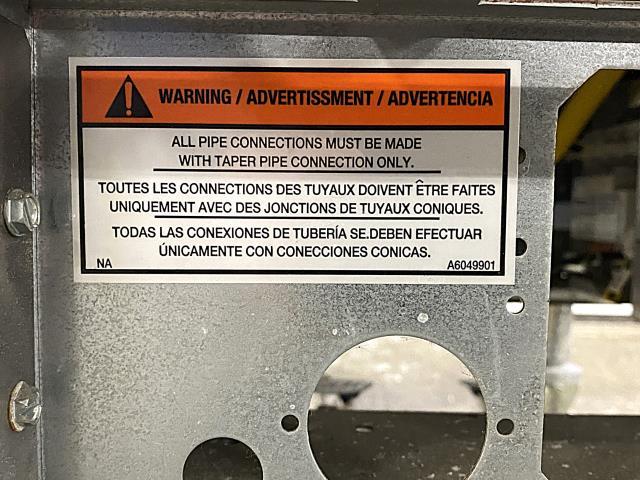 WARNING / ADVERTISSMENT / ADVERTENCIA
ALL PIPE CONNECTIONS MUST BE MADE
WITH TAPER PIPE CONNECTION ONLY.
TOUTES LES CONNECTIONS DES TUYAUX DOIVENT ÊTRE FAITES
UNIQUEMENT AVEC DES JONCTIONS DE TUYAUX CONIQUES.
TODAS LAS CONEXIONES DE TUBERÍA SE.DEBEN EFECTUAR
ÚNICAMENTE CON CONECCIONES CONICAS.
NA A6049901